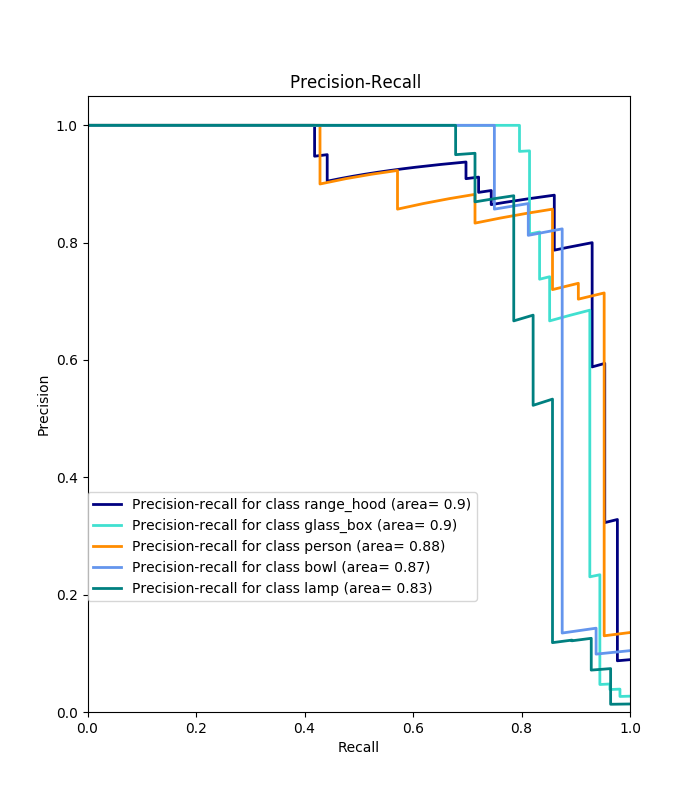 Precision-Recall
1.0
0.8
0.6
0.4
0.2
0.0
Precision
Precision-recall for class range_hood (area= 0.9)
Precision-recall for class glass_box (area= 0.9)
Precision-recall for class person (area= 0.88)
Precision-recall for class bowl (area= 0.87)
Precision-recall for class lamp (area= 0.83)
0.0 0.2 0.4 0.6 0.8 1.0
Recall